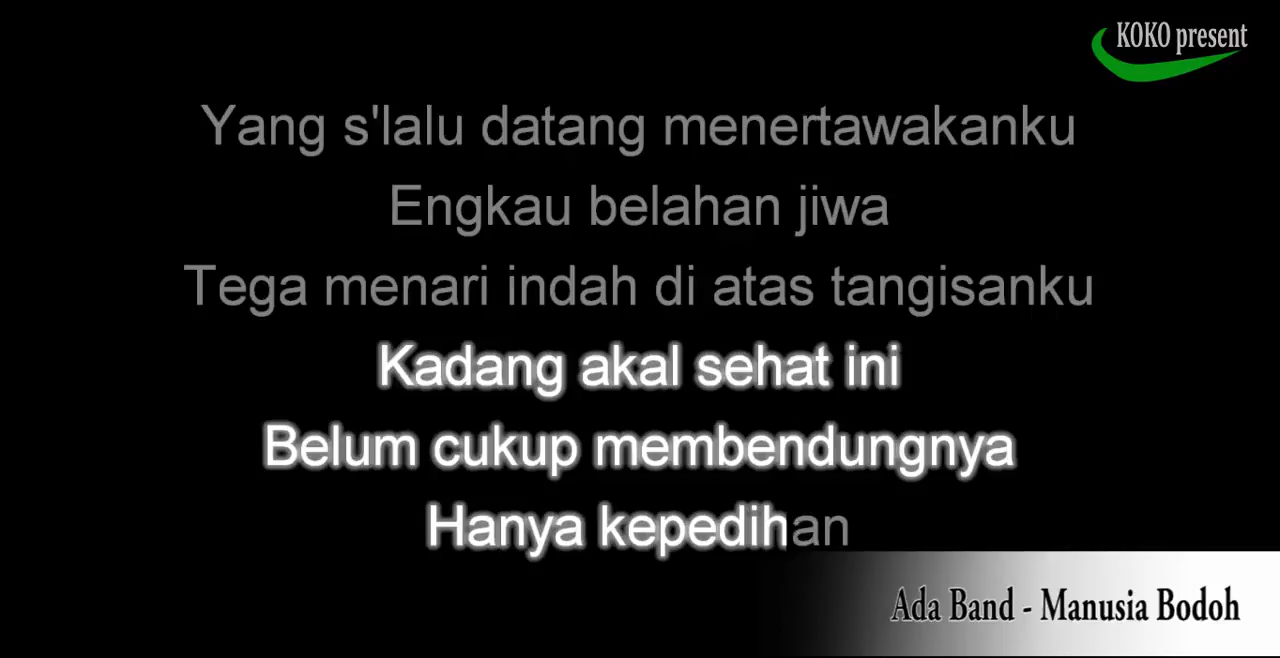 KOKO present
Yang s'lalu datang menertawakanku
Engkau belahan jiwa
Tega menari indah di atas tangisanku
Kadang akal sehat ini
Belum cukup membendungnya
Hanya kepedihan
Ada Band - Manusia Bodoh